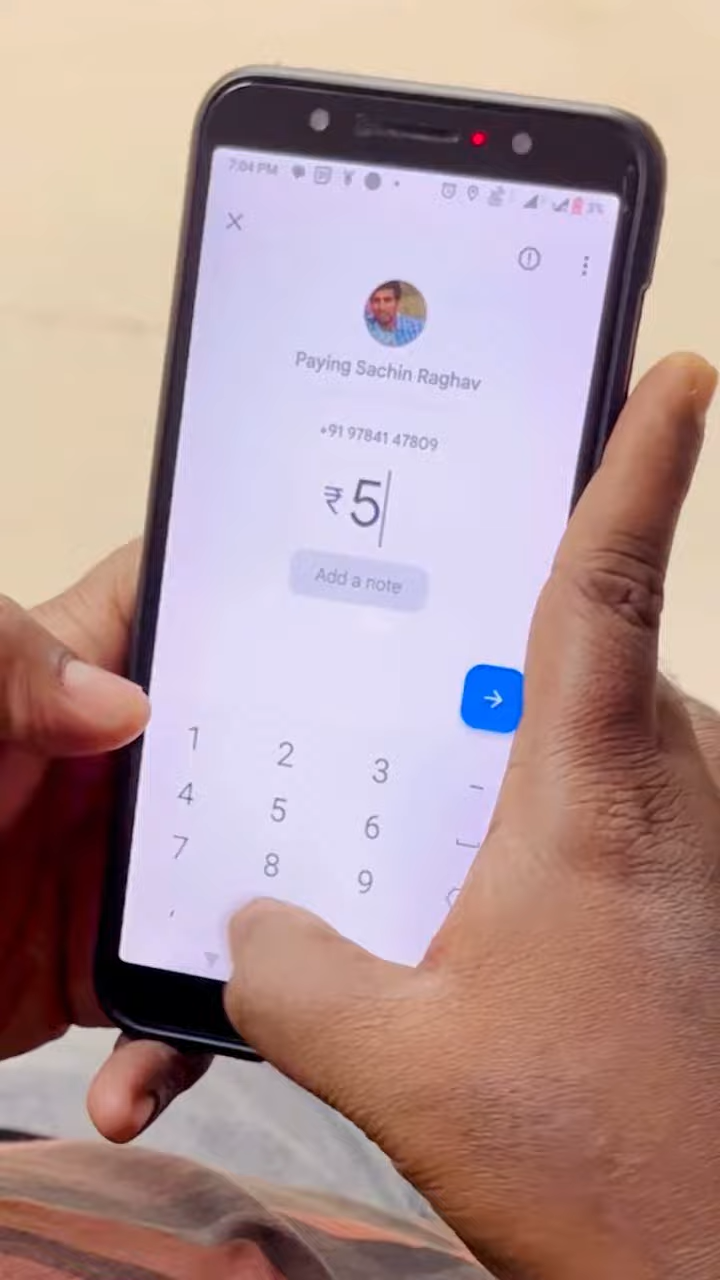 7:04 PM 3%
Paying Sachin Raghav
+91 97841 47809
₹5
Add a note
1 2 3 -
4 5 6
7 8 9
,